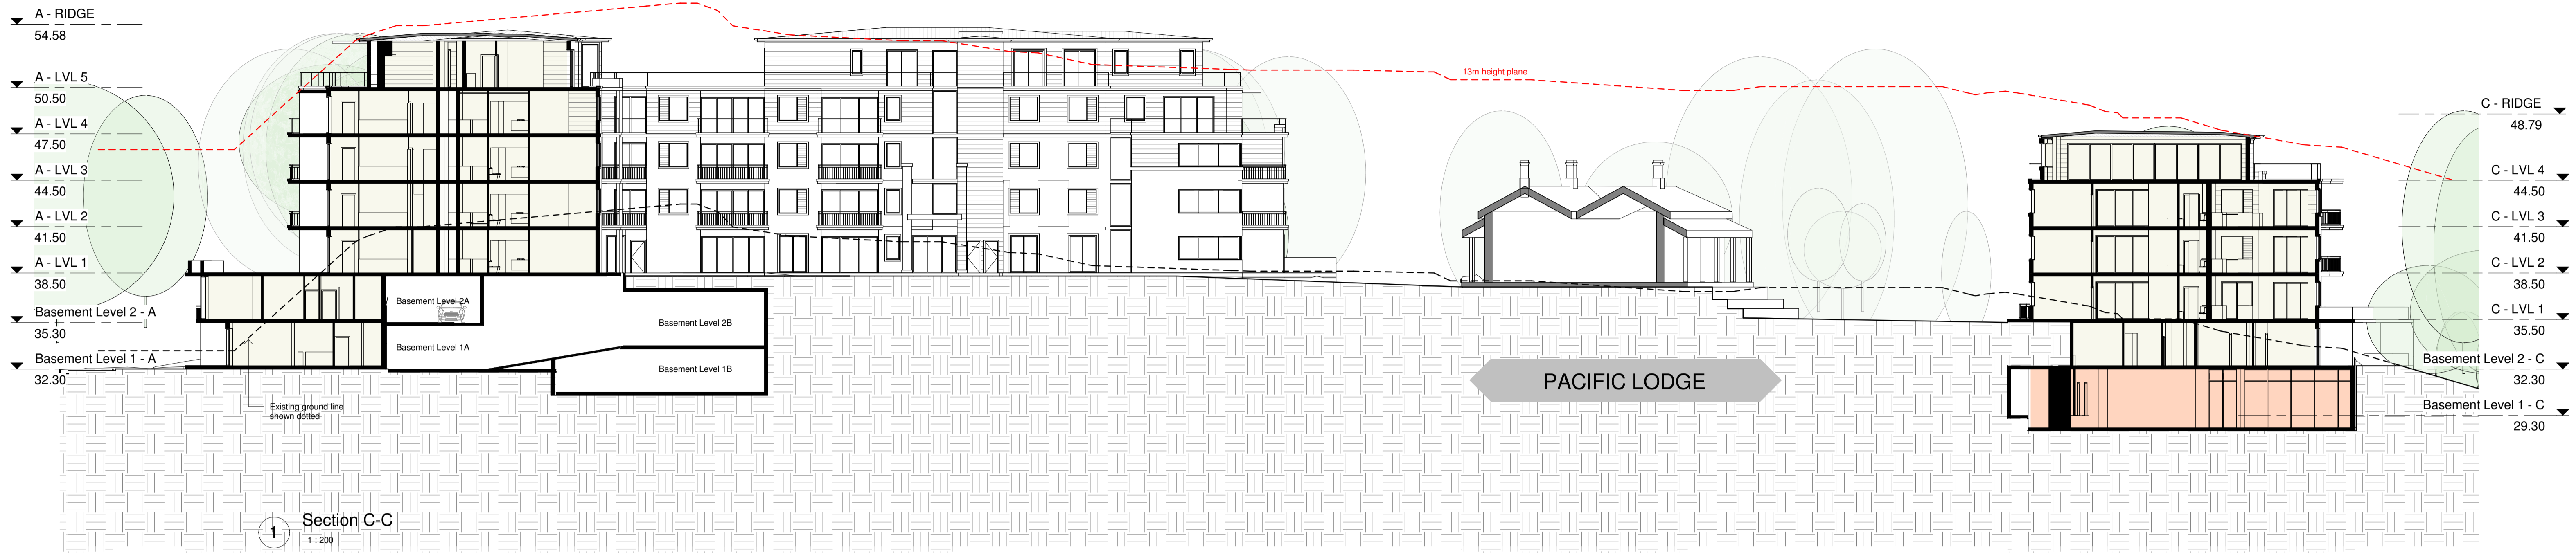 A - RIDGE
54.58
A - LVL 5
50.50
A - LVL 4
47.50
A - LVL 3
44.50
A - LVL 2
41.50
A - LVL 1
38.50
Basement Level 2 - A
35.30
Basement Level 1 - A
32.30
Basement Level 2A
Basement Level 1A
Basement Level 2B
Basement Level 1B
Existing ground line
shown dotted
13m height plane
PACIFIC LODGE
C - RIDGE
48.79
C - LVL 4
44.50
C - LVL 3
41.50
C - LVL 2
38.50
C - LVL 1
35.50
Basement Level 2 - C
32.30
Basement Level 1 - C
29.30
1
Section C-C
1 : 200